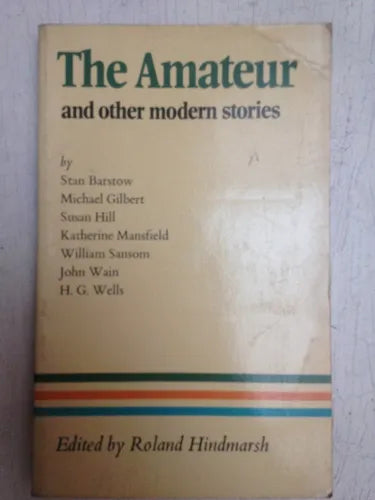 The Amateur
and other modern stories
by
Stan Barstow
Michael Gilbert
Susan Hill
Katherine Mansfield
William Sansom
John Wain
H. G. Wells
Edited by Roland Hindmarsh